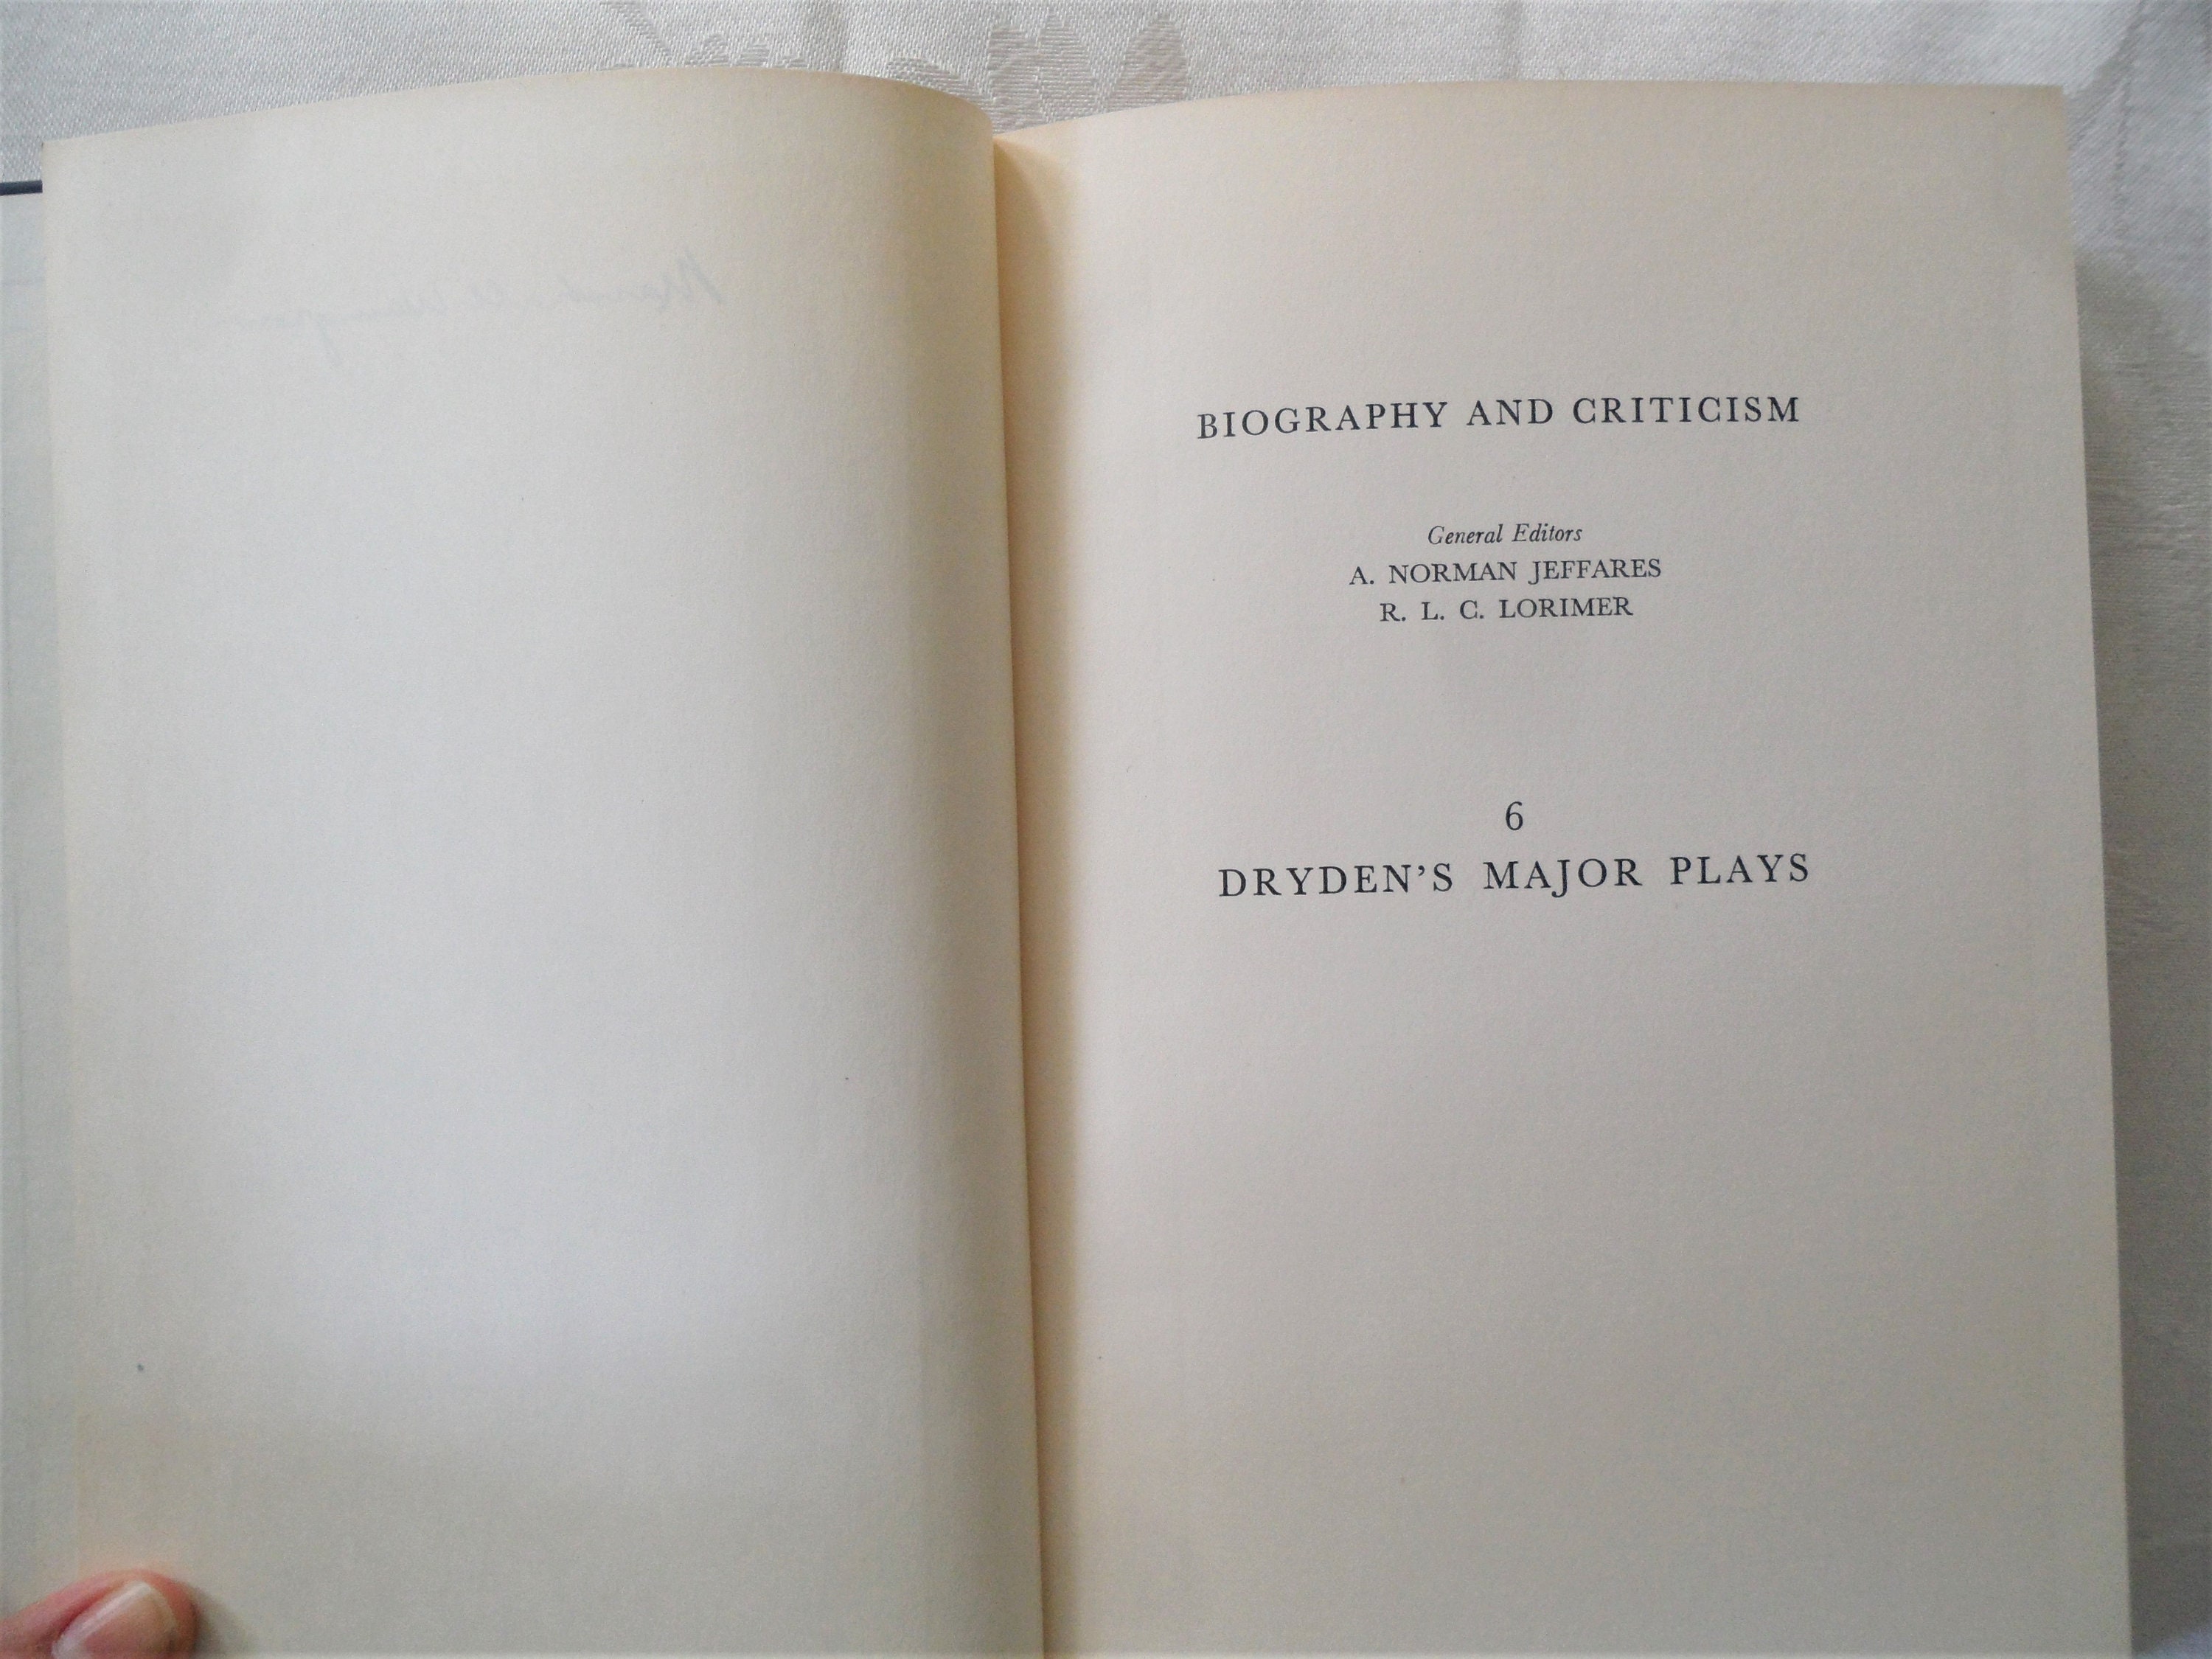 BIOGRAPHY AND CRITICISM
General Editors
A. NORMAN JEFFARES
R. L. C. LORIMER
6
DRYDEN'S MAJOR PLAYS